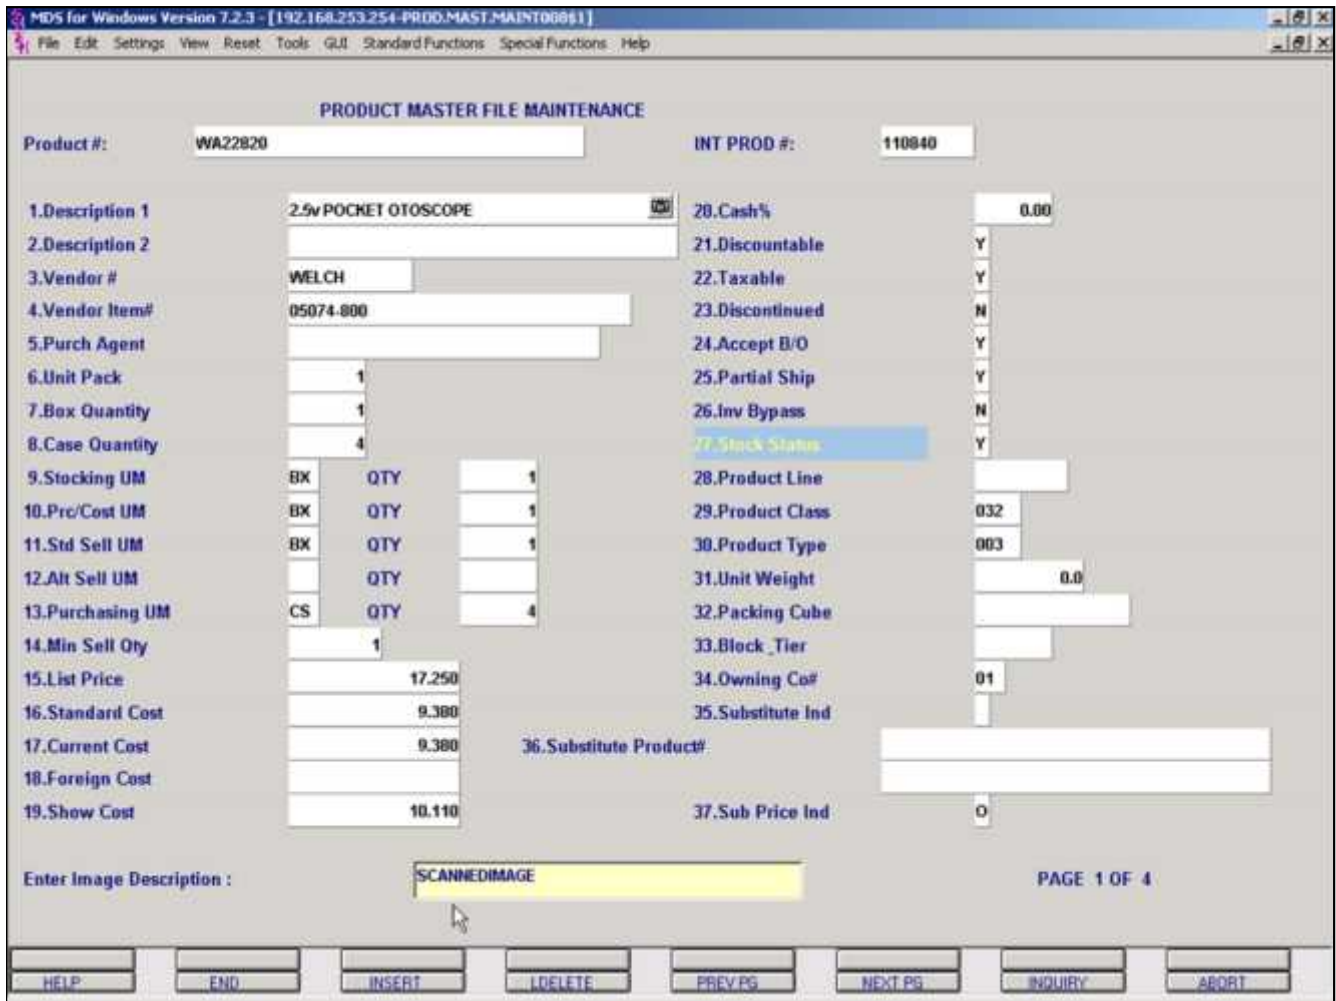 MDS for Windows Version 7.2.3 - [192.168.253.254-PROD.MAST.MAINT000$1]
File Edit Settings View Reset Tools GUI Standard Functions Special Functions Help
PRODUCT MASTER FILE MAINTENANCE
Product #: WA22820 INT PROD #: 110840
1.Description 1 2.5v POCKET OTOSCOPE 20.Cash% 0.00
2.Description 2 21.Discountable Y
3.Vendor # WELCH 22.Taxable Y
4.Vendor Item# 05074-800 23.Discontinued N
5.Purch Agent 24.Accept B/O Y
6.Unit Pack 1 25.Partial Ship Y
7.Box Quantity 1 26.Inv Bypass N
8.Case Quantity 4 27.Stock Status Y
9.Stocking UM BX QTY 1 28.Product Line
10.Prc/Cost UM BX QTY 1 29.Product Class 032
11.Std Sell UM BX QTY 1 30.Product Type 003
12.Alt Sell UM QTY 31.Unit Weight 0.0
13.Purchasing UM CS QTY 4 32.Packing Cube
14.Min Sell Qty 1 33.Block_Tier
15.List Price 17.250 34.Owning Co# 01
16.Standard Cost 9.380 35.Substitute Ind
17.Current Cost 9.380 36.Substitute Product#
18.Foreign Cost
19.Show Cost 10.110 37.Sub Price Ind O
Enter Image Description : SCANNEDIMAGE PAGE 1 OF 4
HELP END INSERT LDELETE PREV PG NEXT PG INQUIRY ABORT